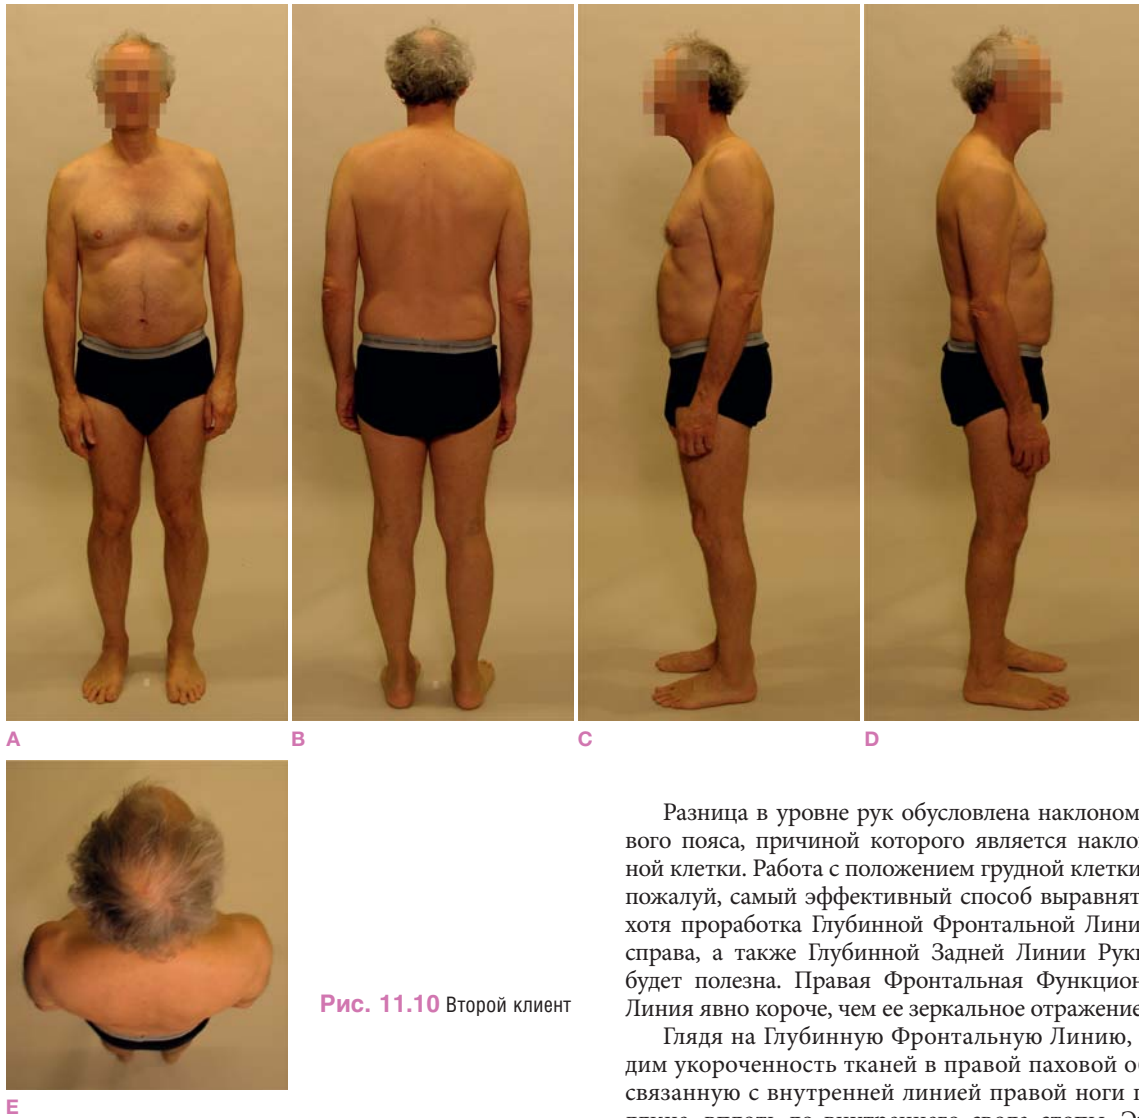 A
B
C
D
E
Рис. 11.10 Второй клиент
Разница в уровне рук обусловлена наклоном
вого пояса, причиной которого является накло
ной клетки. Работа с положением грудной клетки
пожалуй, самый эффективный способ выравнят
хотя проработка Глубинной Фронтальной Лини
справа, а также Глубинной Задней Линии Рук
будет полезна. Правая Фронтальная Функцион
Линия явно короче, чем ее зеркальное отражение
Глядя на Глубинную Фронтальную Линию,
дим укороченность тканей в правой паховой об
связанную с внутренней линией правой ноги п